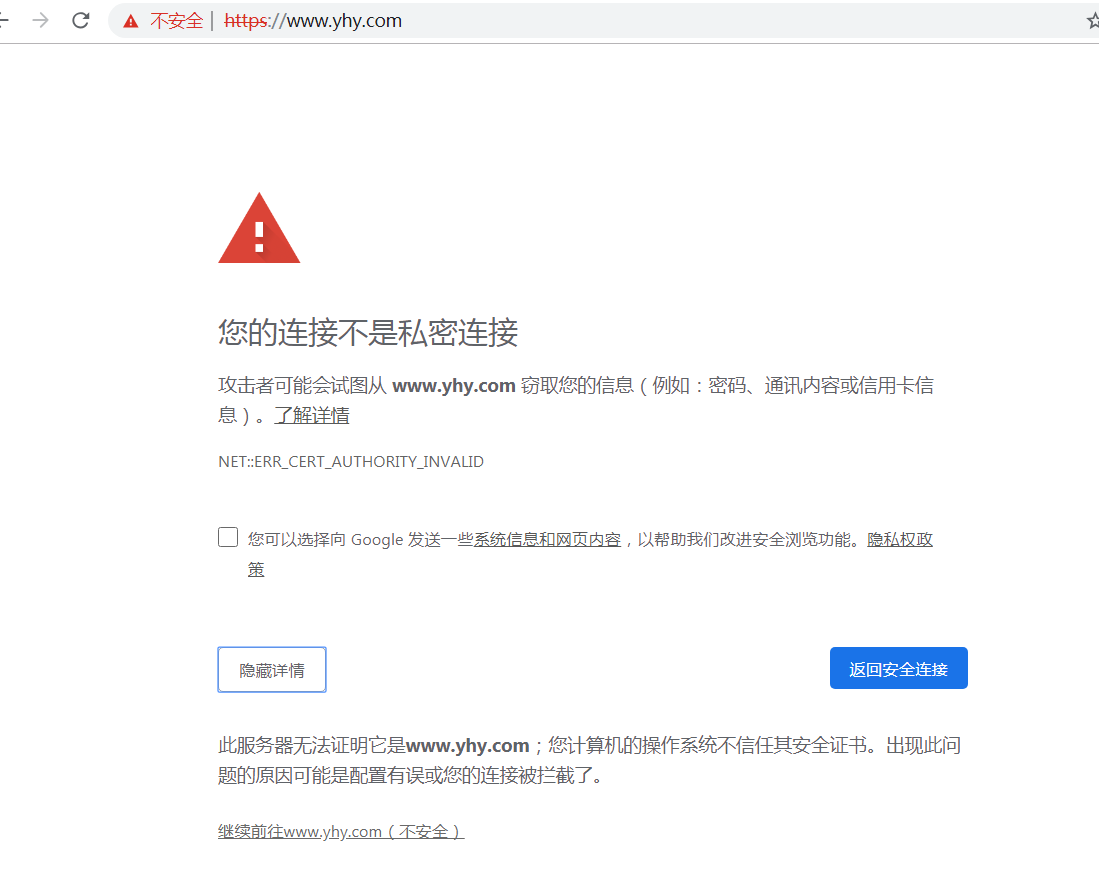 不安全 | https://www.yhy.com
您的连接不是私密连接
攻击者可能会试图从 www.yhy.com 窃取您的信息（例如：密码、通讯内容或信用卡信
息）。了解详情
NET::ERR_CERT_AUTHORITY_INVALID
您可以选择向 Google 发送一些系统信息和网页内容，以帮助我们改进安全浏览功能。隐私权政
策
隐藏详情
返回安全连接
此服务器无法证明它是www.yhy.com；您计算机的操作系统不信任其安全证书。出现此问
题的原因可能是配置有误或您的连接被拦截了。
继续前往www.yhy.com（不安全）